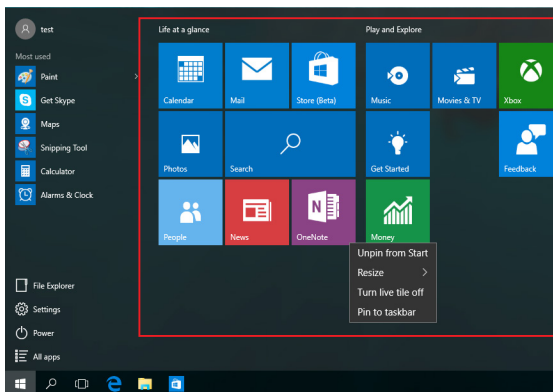 test
Most used
Paint
Get Skype
Maps
Snipping Tool
Calculator
Alarms & Clock
File Explorer
Settings
Power
All apps
Life at a glance
Calendar
Mail
Store (Beta)
Photos
Search
People
News
OneNote
Play and Explore
Music
Movies & TV
Xbox
Get Started
Feedback
Money
Unpin from Start
Resize
Turn live tile off
Pin to taskbar